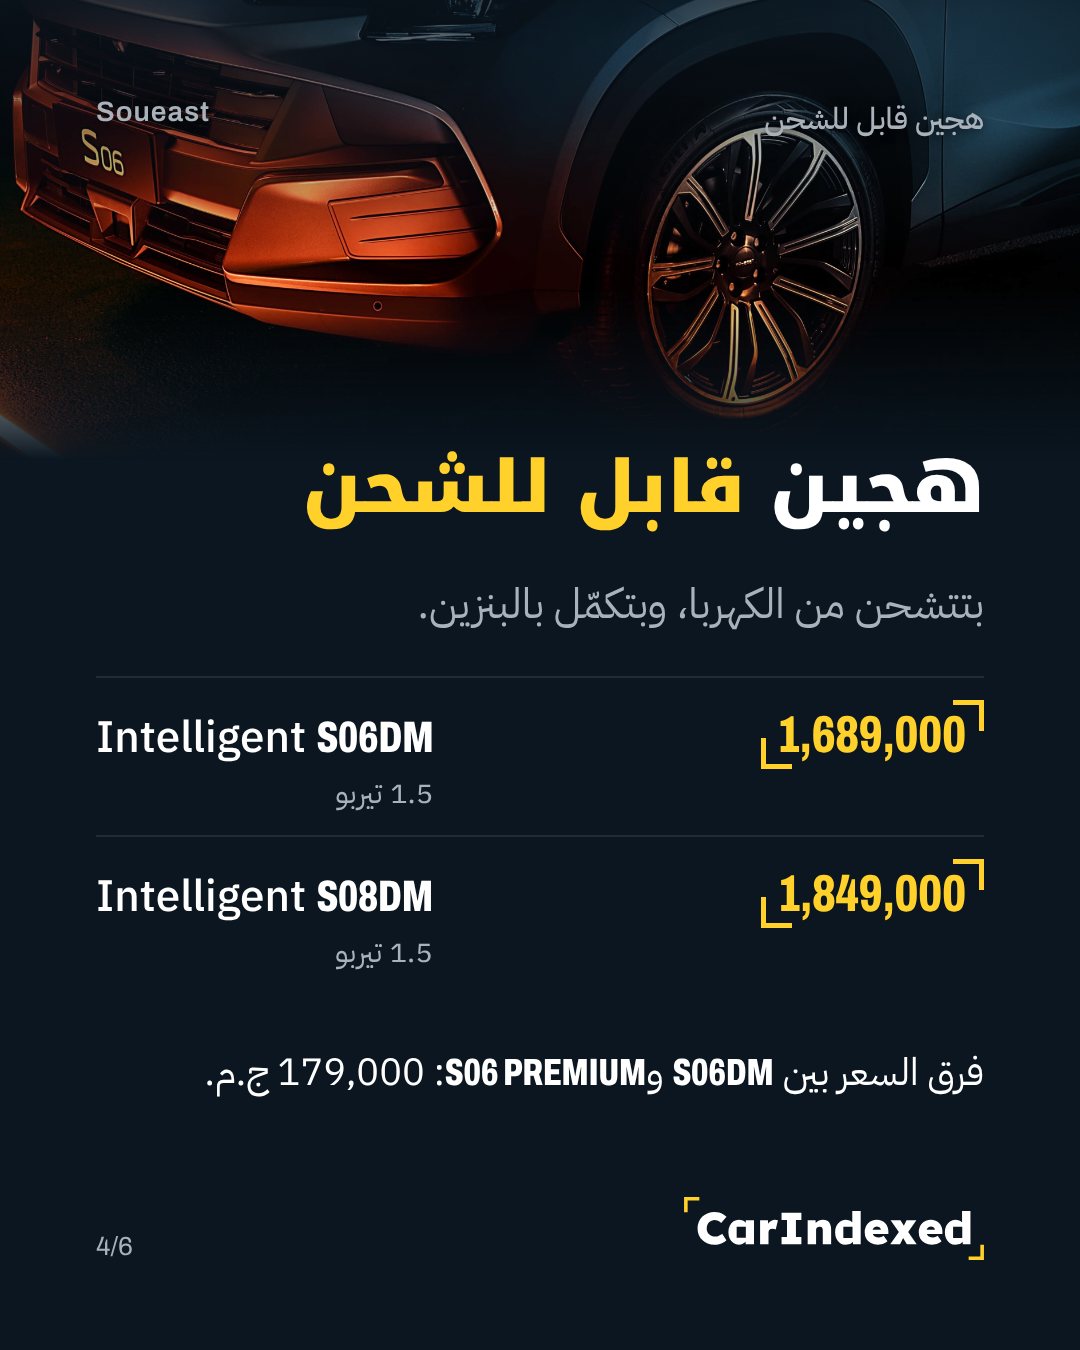 هجين قابل للشحن
Soueast
S06
هجين قابل للشحن
بتتشحن من الكهربا، وبتكمّل بالبنزين.
Intelligent S06DM
1,689,000
1.5 تيربو
Intelligent S08DM
1,849,000
1.5 تيربو
فرق السعر بين S06DM وS06 PREMIUM: 179,000 ج.م.
CarIndexed
4/6